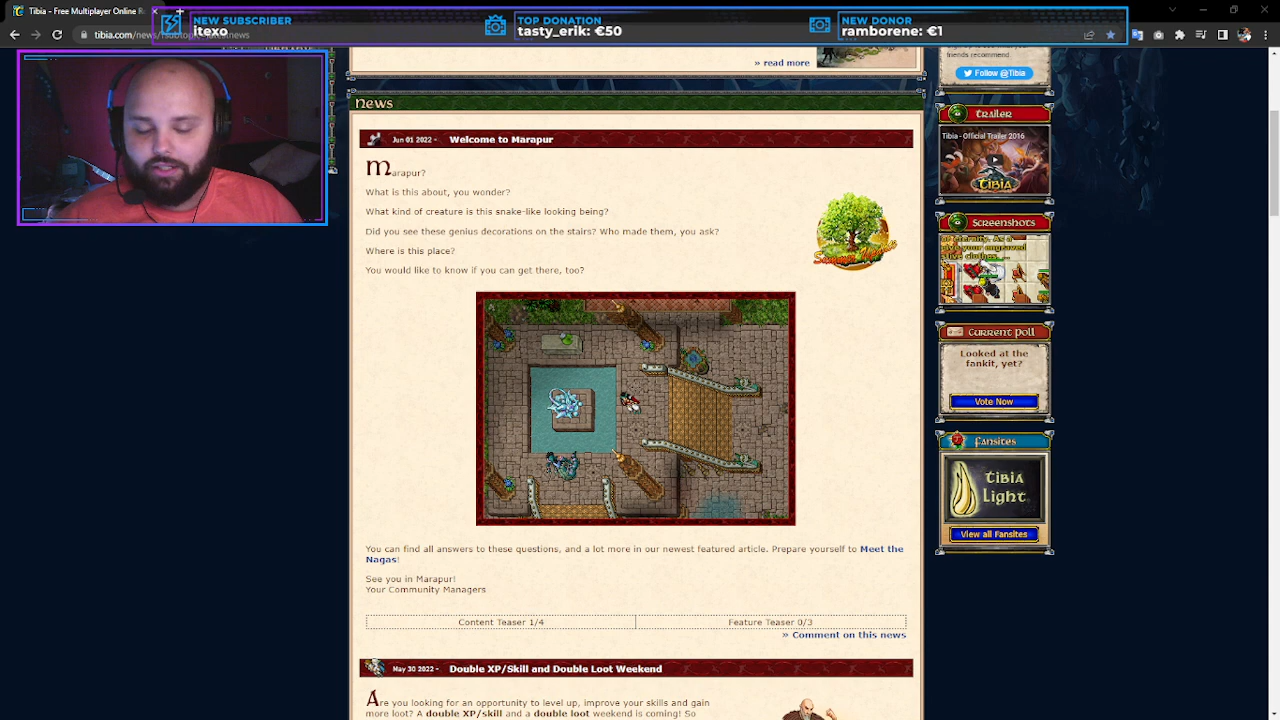 Tibia - Free Multiplayer Online R
NEW SUBSCRIBER
itexo
TOP DONATION
tasty_erik: €50
NEW DONOR
ramborene: €1
tibia.com/news/
news
» read more
friends recommend.
Follow @Tibia
News
Jun 01 2022 - Welcome to Marapur
Marapur?
What is this about, you wonder?
What kind of creature is this snake-like looking being?
Did you see these genius decorations on the stairs? Who made them, you ask?
Where is this place?
You would like to know if you can get there, too?
You can find all answers to these questions, and a lot more in our newest featured article. Prepare yourself to Meet the
Nagas!
See you in Marapur!
Your Community Managers
Content Teaser 1/4
Feature Teaser 0/3
» Comment on this news
May 30 2022 - Double XP/Skill and Double Loot Weekend
Are you looking for an opportunity to level up, improve your skills and gain
more loot? A double XP/skill and a double loot weekend is coming! So
Trailer
Tibia - Official Trailer 2016
TIBIA
Screenshots
or eternity. As a
give your engraved
Current Poll
Looked at the
fankit, yet?
Vote Now
Fansites
TIBIA
LIGHT
View all Fansites